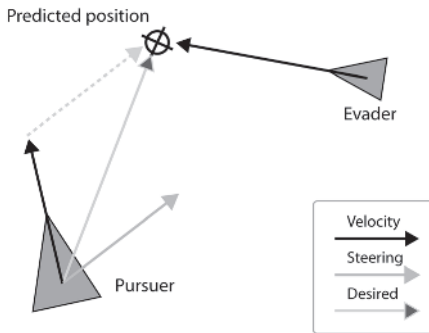 Predicted position
Evader
Pursuer
Velocity
Steering
Desired